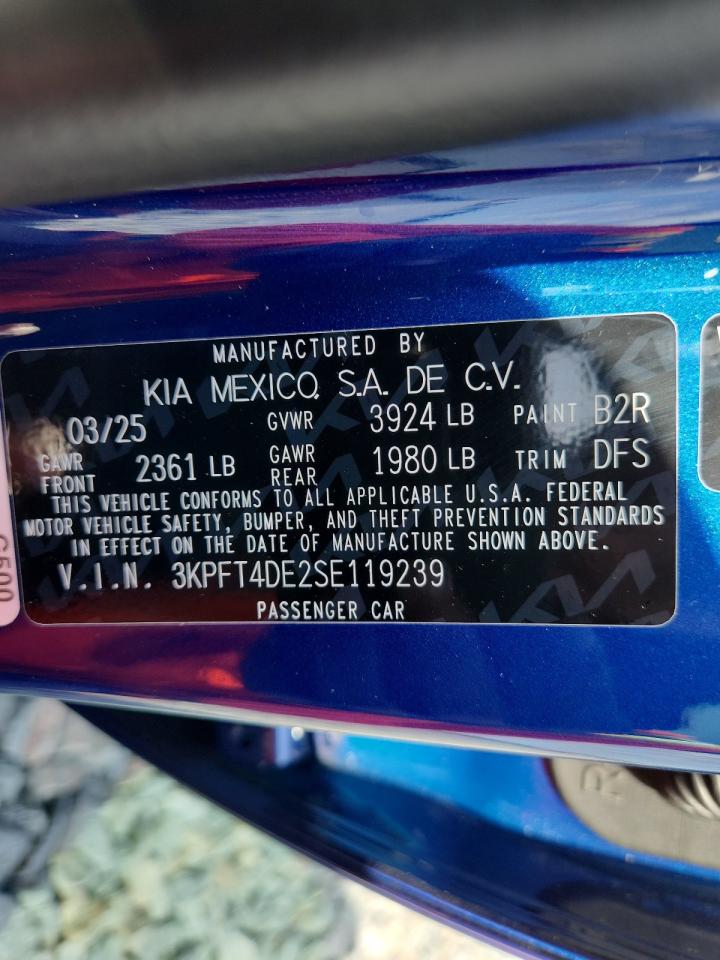 MANUFACTURED BY
KIA MEXICO, S.A. DE C.V.
03/25 GVWR 3924 LB PAINT B2R
GAWR FRONT 2361 LB GAWR REAR 1980 LB TRIM DFS
THIS VEHICLE CONFORMS TO ALL APPLICABLE U.S.A. FEDERAL
MOTOR VEHICLE SAFETY, BUMPER, AND THEFT PREVENTION STANDARDS
IN EFFECT ON THE DATE OF MANUFACTURE SHOWN ABOVE.
V.I.N. 3KPFT4DE2SE119239
PASSENGER CAR
R